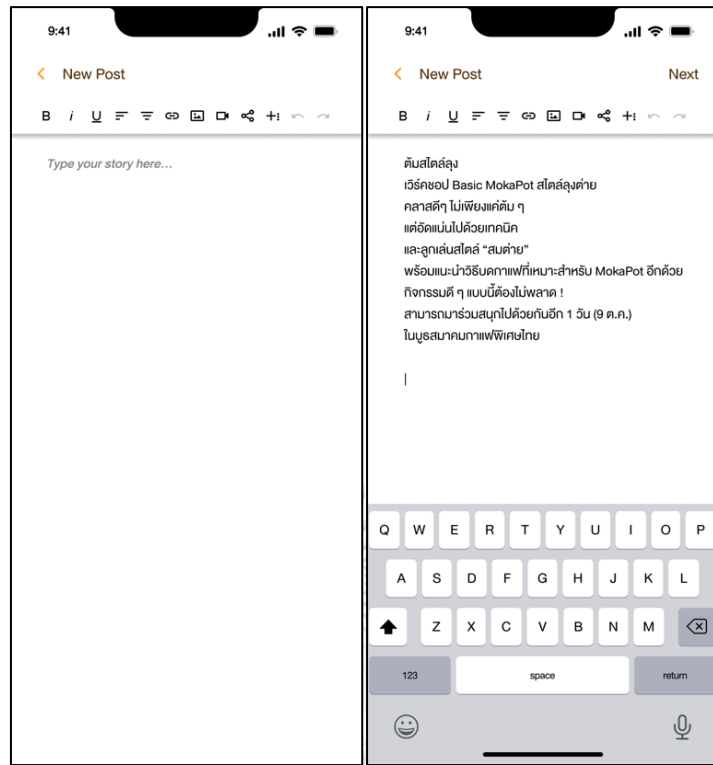 9:41
New Post
B i U
Type your story here...
9:41
New Post
Next
B i U
ต้มสไตล์ลุง
เวิร์คชอป Basic MokaPot สไตล์ลุงต่าย
คลาสดีๆ ไม่เพียงแค่ต้ม ๆ
แต่อัดแน่นไปด้วยเทคนิค
และลูกเล่นสไตล์ “สมต่าย”
พร้อมแนะนำวิธีบดกาแฟที่เหมาะสำหรับ MokaPot อีกด้วย
กิจกรรมดี ๆ แบบนี้ต้องไม่พลาด !
สามารถมาร่วมสนุกไปด้วยกันอีก 1 วัน (9 ต.ค.)
ในบูธสมาคมกาแฟพิเศษไทย
Q W E R T Y U I O P
A S D F G H J K L
Z X C V B N M
123 space return